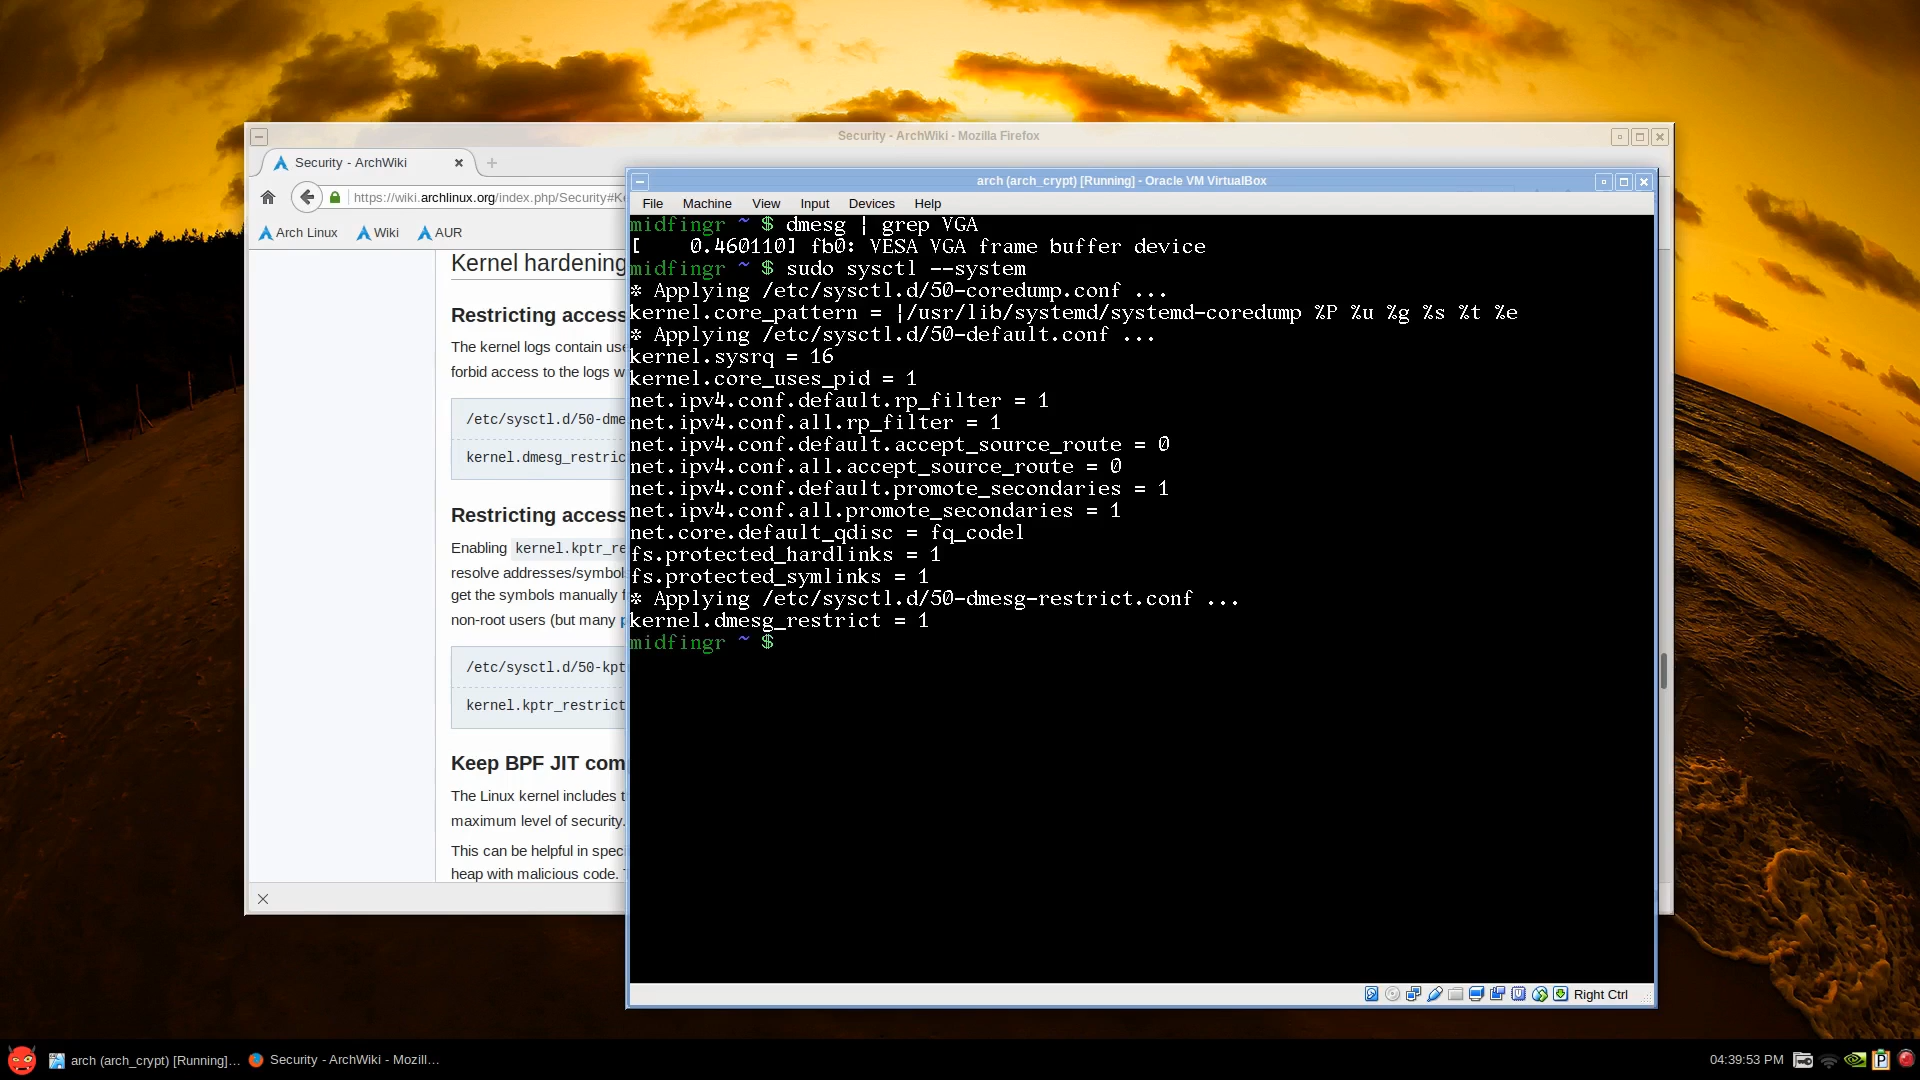 Security - ArchWiki - Mozilla Firefox
Security - ArchWiki
https://wiki.archlinux.org/index.php/Security#K
Arch Linux Wiki AUR
Kernel hardening
Restricting access
The kernel logs contain
forbid access to the logs
/etc/sysctl.d/50-dme
kernel.dmesg_restric
Restricting access
Enabling kernel.kptr_re
resolve addresses/symbol
get the symbols manually
non-root users (but many
/etc/sysctl.d/50-kpt
kernel.kptr_restrict
Keep BPF JIT com
The Linux kernel includes
maximum level of security.
This can be helpful in speci
heap with malicious code.
arch (arch_crypt) [Running] - Oracle VM VirtualBox
File Machine View Input Devices Help
midfingr ~ $ dmesg | grep VGA
[    0.460110] fb0: VESA VGA frame buffer device
midfingr ~ $ sudo sysctl --system
* Applying /etc/sysctl.d/50-coredump.conf ...
kernel.core_pattern = |/usr/lib/systemd/systemd-coredump %P %u %g %s %t %e
* Applying /etc/sysctl.d/50-default.conf ...
kernel.sysrq = 16
kernel.core_uses_pid = 1
net.ipv4.conf.default.rp_filter = 1
net.ipv4.conf.all.rp_filter = 1
net.ipv4.conf.default.accept_source_route = 0
net.ipv4.conf.all.accept_source_route = 0
net.ipv4.conf.default.promote_secondaries = 1
net.ipv4.conf.all.promote_secondaries = 1
net.core.default_qdisc = fq_codel
fs.protected_hardlinks = 1
fs.protected_symlinks = 1
* Applying /etc/sysctl.d/50-dmesg-restrict.conf ...
kernel.dmesg_restrict = 1
midfingr ~ $
Right Ctrl
arch (arch_crypt) [Running]... Security - ArchWiki - Mozill... 04:39:53 PM